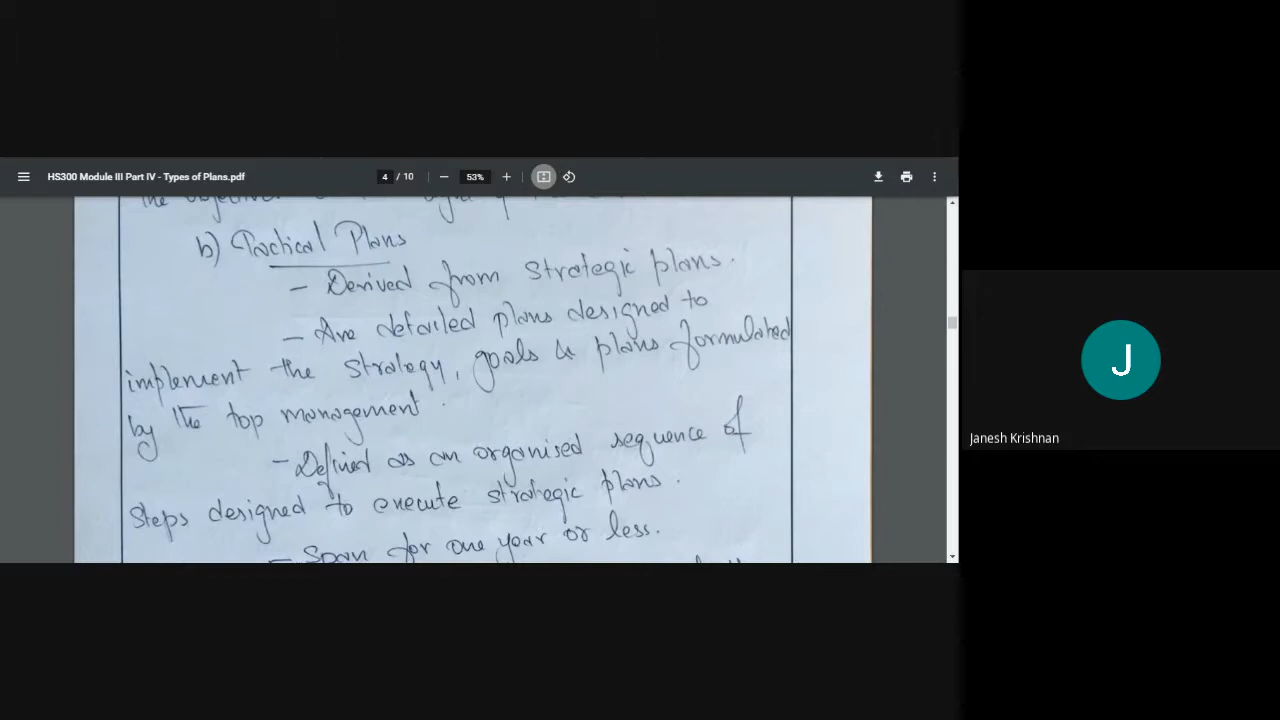 HS300 Module III Part IV - Types of Plans.pdf
4 / 10
53%
the objectives
b) Tactical Plans
- Derived from strategic plans.
- Are detailed plans designed to
implement the strategy, goals & plans formulated
by the top management.
- Defined as an organised sequence of
steps designed to execute strategic plans.
- Span for one year or less.
J
Janesh Krishnan